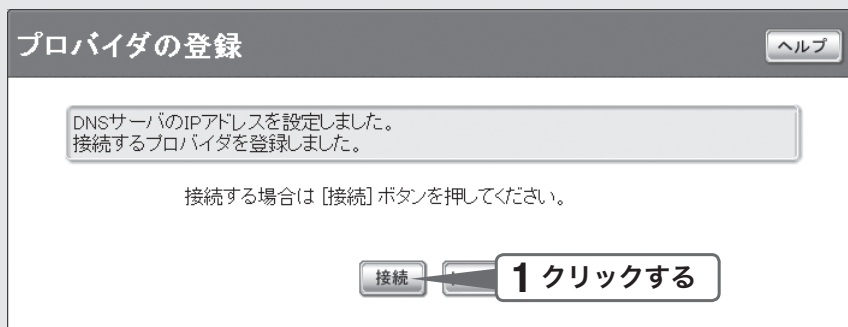 プロバイダの登録
ヘルプ
DNSサーバのIPアドレスを設定しました。
接続するプロバイダを登録しました。
接続する場合は [接続] ボタンを押してください。
接続
1 クリックする